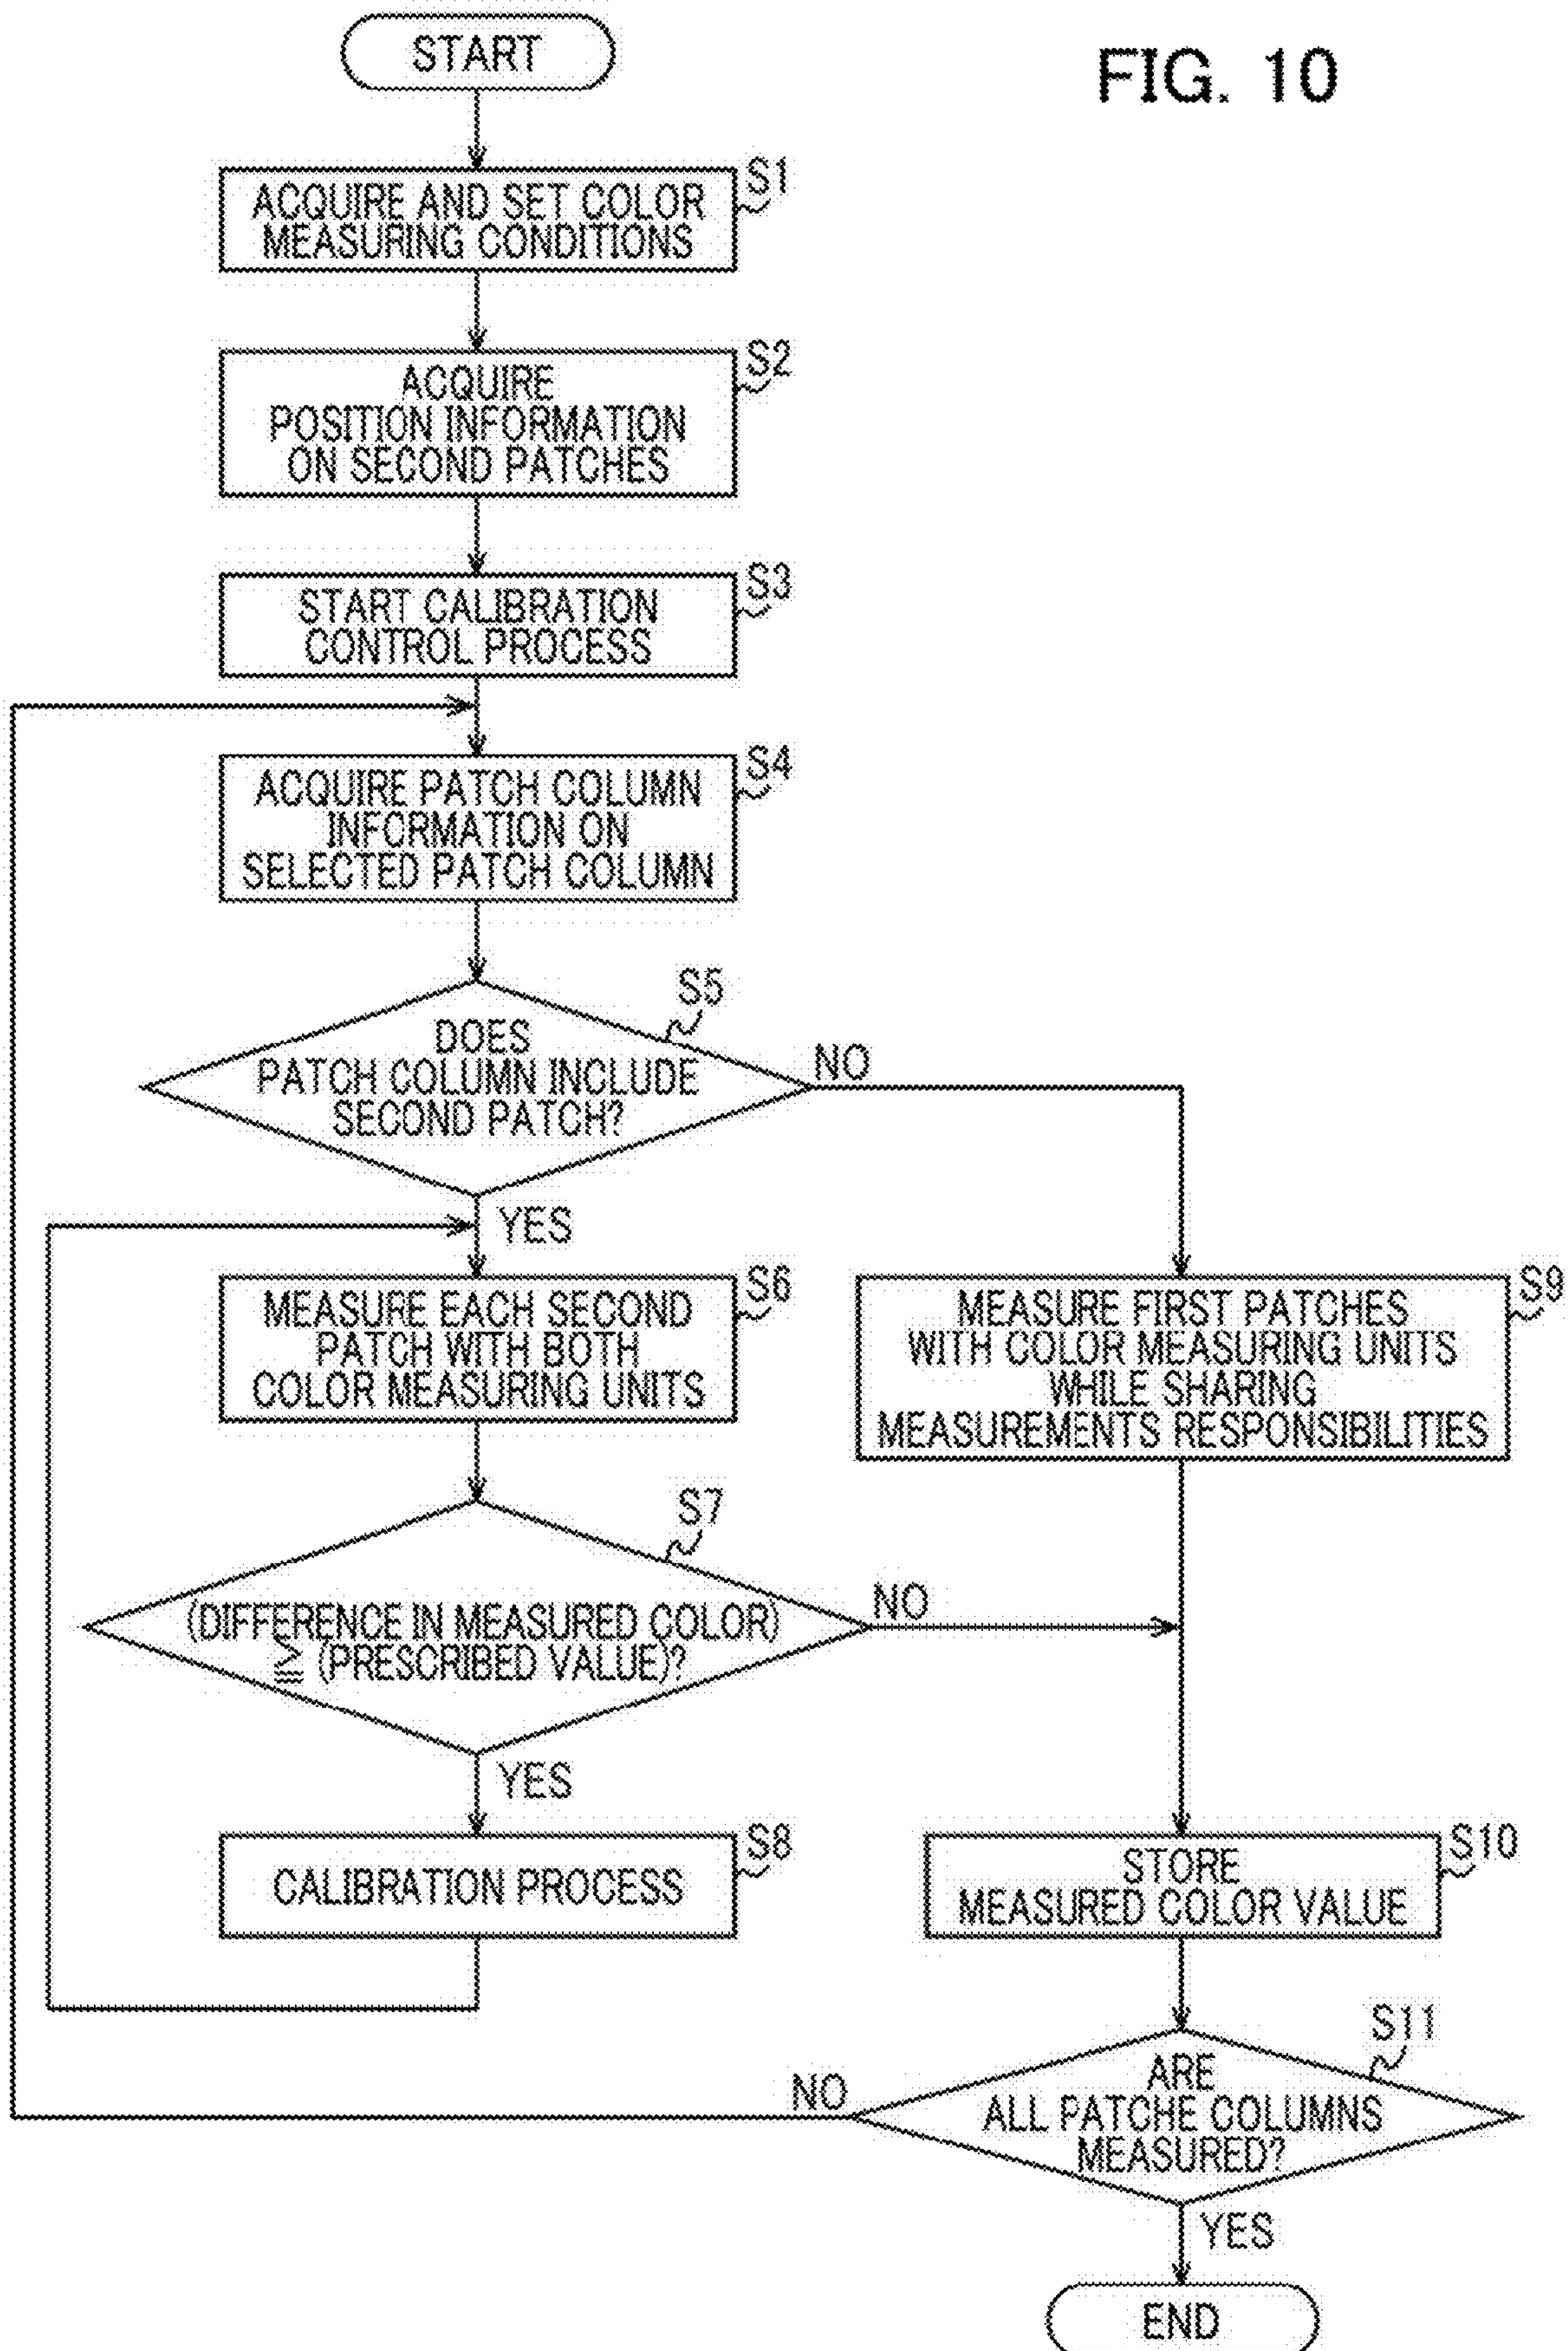 START
FIG. 10
S1
ACQUIRE AND SET COLOR
MEASURING CONDITIONS
S2
ACQUIRE
POSITION INFORMATION
ON SECOND PATCHES
S3
START CALIBRATION
CONTROL PROCESS
S4
ACQUIRE PATCH COLUMN
INFORMATION ON
SELECTED PATCH COLUMN
S5
DOES
PATCH COLUMN INCLUDE
SECOND PATCH?
NO
YES
S6
MEASURE EACH SECOND
PATCH WITH BOTH
COLOR MEASURING UNITS
S9
MEASURE FIRST PATCHES
WITH COLOR MEASURING UNITS
WHILE SHARING
MEASUREMENTS RESPONSIBILITIES
S7
(DIFFERENCE IN MEASURED COLOR)
≧ (PRESCRIBED VALUE)?
NO
YES
S8
CALIBRATION PROCESS
S10
STORE
MEASURED COLOR VALUE
S11
ARE
ALL PATCHE COLUMNS
MEASURED?
NO
YES
END